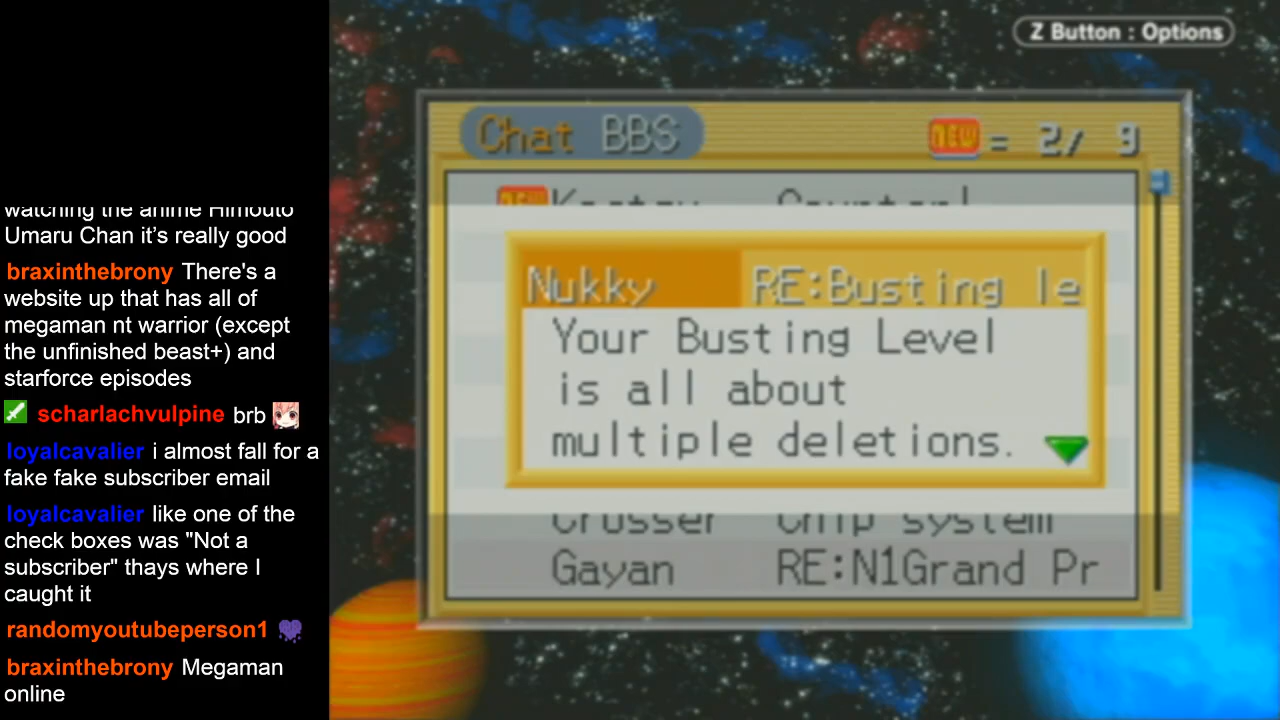 watching the anime Himouto
Umaru Chan it's really good
braxinthebrony There's a
website up that has all of
megaman nt warrior (except
the unfinished beast+) and
starforce episodes
scharlachvulpine brb
loyalcavalier i almost fall for a
fake fake subscriber email
loyalcavalier like one of the
check boxes was "Not a
subscriber" thays where I
caught it
randomyoutubeperson1
braxinthebrony Megaman
online
Z Button : Options
Chat BBS
NEW = 2/ 9
NEW
Nukky RE:Busting le
Your Busting Level
is all about
multiple deletions.
Crosser Chip system
Gayan RE:N1Grand Pr